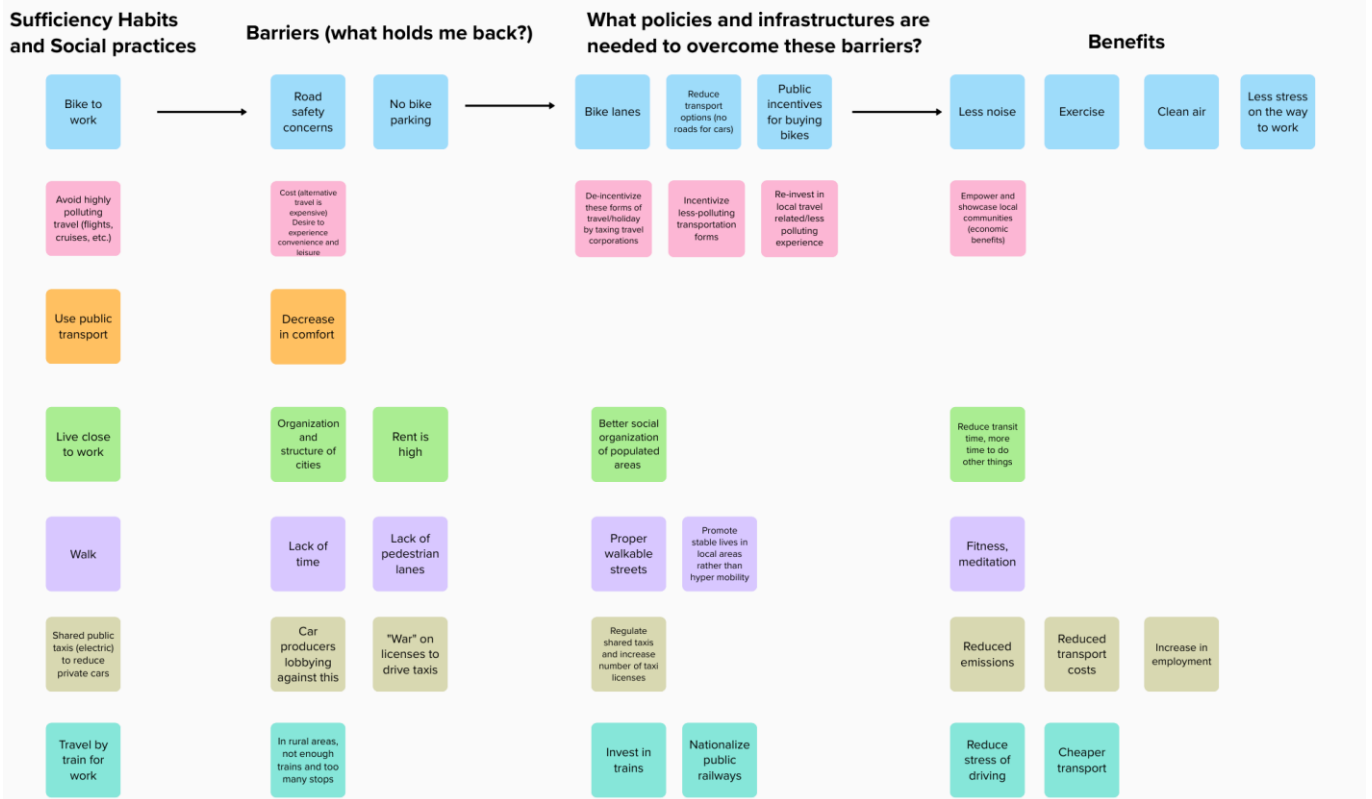 Sufficiency Habits
and Social practices
Barriers (what holds me back?)
What policies and infrastructures are
needed to overcome these barriers?
Benefits
Bike to
work
Road
safety
concerns
No bike
parking
Bike lanes
Reduce
transport
options (no
roads for cars)
Public
incentives
for buying
bikes
Less noise
Exercise
Clean air
Less stress
on the way
to work
Avoid highly
polluting
travel (flights,
cruises, etc.)
Cost (alternative
travel is
expensive)
Desire to
experience
convenience and
leisure
De-incentivize
these forms of
travel/holiday
by taxing travel
corporations
Incentivize
less-polluting
transportation
forms
Re-invest in
local travel
related/less
polluting
experience
Empower and
showcase local
communities
(economic
benefits)
Use public
transport
Decrease
in comfort
Live close
to work
Organization
and
structure of
cities
Rent is
high
Better social
organization
of populated
areas
Reduce transit
time, more
time to do
other things
Walk
Lack of
time
Lack of
pedestrian
lanes
Proper
walkable
streets
Promote
stable lives in
local areas
rather than
hyper mobility
Fitness,
meditation
Shared public
taxis (electric)
to reduce
private cars
Car
producers
lobbying
against this
"War" on
licenses to
drive taxis
Regulate
shared taxis
and increase
number of taxi
licenses
Reduced
emissions
Reduced
transport
costs
Increase in
employment
Travel by
train for
work
In rural areas,
not enough
trains and too
many stops
Invest in
trains
Nationalize
public
railways
Reduce
stress of
driving
Cheaper
transport